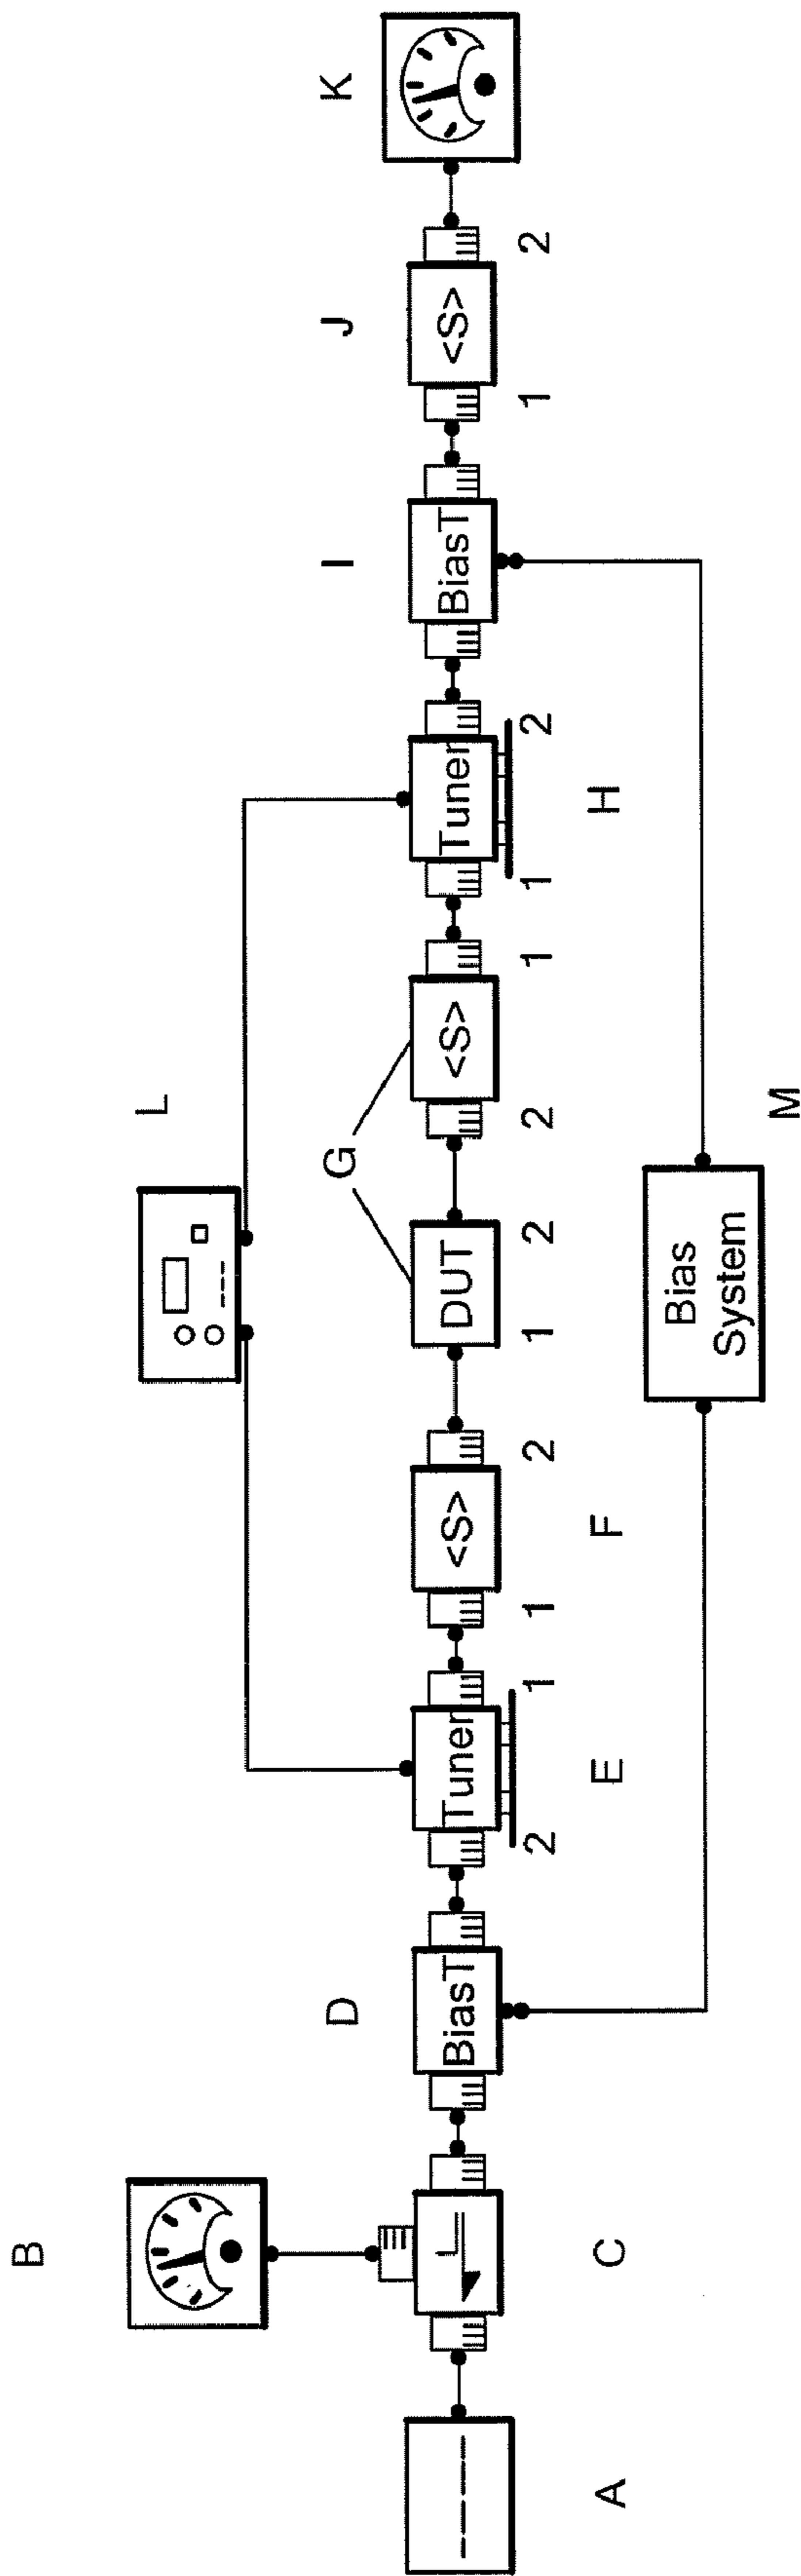 K
2
J
<S>
1
I
BiasT
2
H
Tuner
1
1
<S>
L
2
G
M
2
DUT
1
Bias
System
2
F
<S>
1
1
E
Tuner
2
D
BiasT
B
C
A